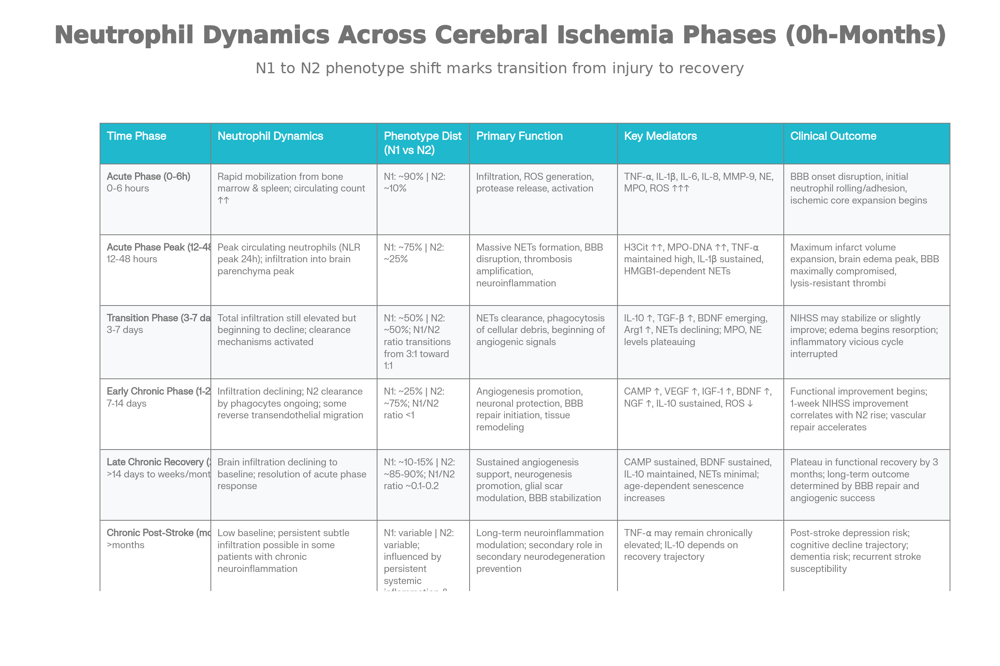 Neutrophil Dynamics Across Cerebral Ischemia Phases (0h-Months)
N1 to N2 phenotype shift marks transition from injury to recovery
Time Phase
Neutrophil Dynamics
Phenotype Dist
(N1 vs N2)
Primary Function
Key Mediators
Clinical Outcome
Acute Phase (0-6h)
0-6 hours
Rapid mobilization from bone
marrow & spleen; circulating count
↑↑
N1: ~90% | N2:
~10%
Infiltration, ROS generation,
protease release, activation
TNF-α, IL-1β, IL-6, IL-8, MMP-9, NE,
MPO, ROS ↑↑↑
BBB onset disruption, initial
neutrophil rolling/adhesion,
ischemic core expansion begins
Acute Phase Peak (12-48
12-48 hours
Peak circulating neutrophils (NLR
peak 24h); infiltration into brain
parenchyma peak
N1: ~75% | N2:
~25%
Massive NETs formation, BBB
disruption, thrombosis
amplification,
neuroinflammation
H3Cit ↑↑, MPO-DNA ↑↑, TNF-α
maintained high, IL-1β sustained,
HMGB1-dependent NETs
Maximum infarct volume
expansion, brain edema peak, BBB
maximally compromised,
lysis-resistant thrombi
Transition Phase (3-7 da
3-7 days
Total infiltration still elevated but
beginning to decline; clearance
mechanisms activated
N1: ~50% | N2:
~50%; N1/N2
ratio transitions
from 3:1 toward
1:1
NETs clearance, phagocytosis
of cellular debris, beginning of
angiogenic signals
IL-10 ↑, TGF-β ↑, BDNF emerging,
Arg1 ↑, NETs declining; MPO, NE
levels plateauing
NIHSS may stabilize or slightly
improve; edema begins resorption;
inflammatory vicious cycle
interrupted
Early Chronic Phase (1-2
7-14 days
Infiltration declining; N2 clearance
by phagocytes ongoing; some
reverse transendothelial migration
N1: ~25% | N2:
~75%; N1/N2
ratio <1
Angiogenesis promotion,
neuronal protection, BBB
repair initiation, tissue
remodeling
CAMP ↑, VEGF ↑, IGF-1 ↑, BDNF ↑,
NGF ↑, IL-10 sustained, ROS ↓
Functional improvement begins;
1-week NIHSS improvement
correlates with N2 rise; vascular
repair accelerates
Late Chronic Recovery (
>14 days to weeks/mont
Brain infiltration declining to
baseline; resolution of acute phase
response
N1: ~10-15% | N2:
~85-90%; N1/N2
ratio ~0.1-0.2
Sustained angiogenesis
support, neurogenesis
promotion, glial scar
modulation, BBB stabilization
CAMP sustained, BDNF sustained,
IL-10 maintained, NETs minimal;
age-dependent senescence
increases
Plateau in functional recovery by 3
months; long-term outcome
determined by BBB repair and
angiogenic success
Chronic Post-Stroke (mo
>months
Low baseline; persistent subtle
infiltration possible in some
patients with chronic
neuroinflammation
N1: variable | N2:
variable;
influenced by
persistent
systemic
Long-term neuroinflammation
modulation; secondary role in
secondary neurodegeneration
prevention
TNF-α may remain chronically
elevated; IL-10 depends on
recovery trajectory
Post-stroke depression risk;
cognitive decline trajectory;
dementia risk; recurrent stroke
susceptibility